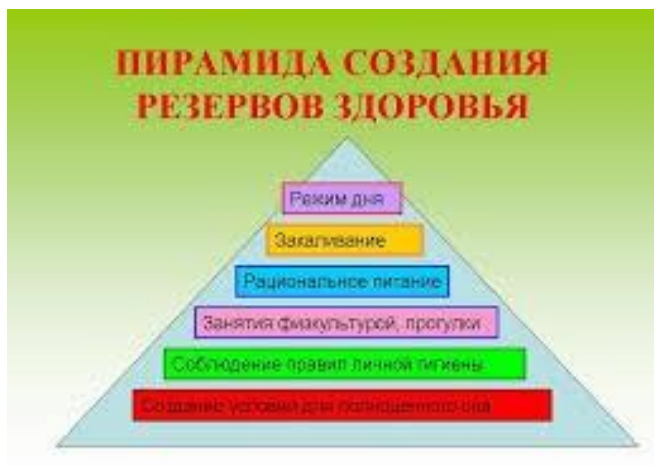 ПИРАМИДА СОЗДАНИЯ
РЕЗЕРВОВ ЗДОРОВЬЯ
Режим дня
Закаливание
Рациональное питание
Занятия физкультурой, прогулки
Соблюдение правил личной гигиены
Создание условий для полноценного сна